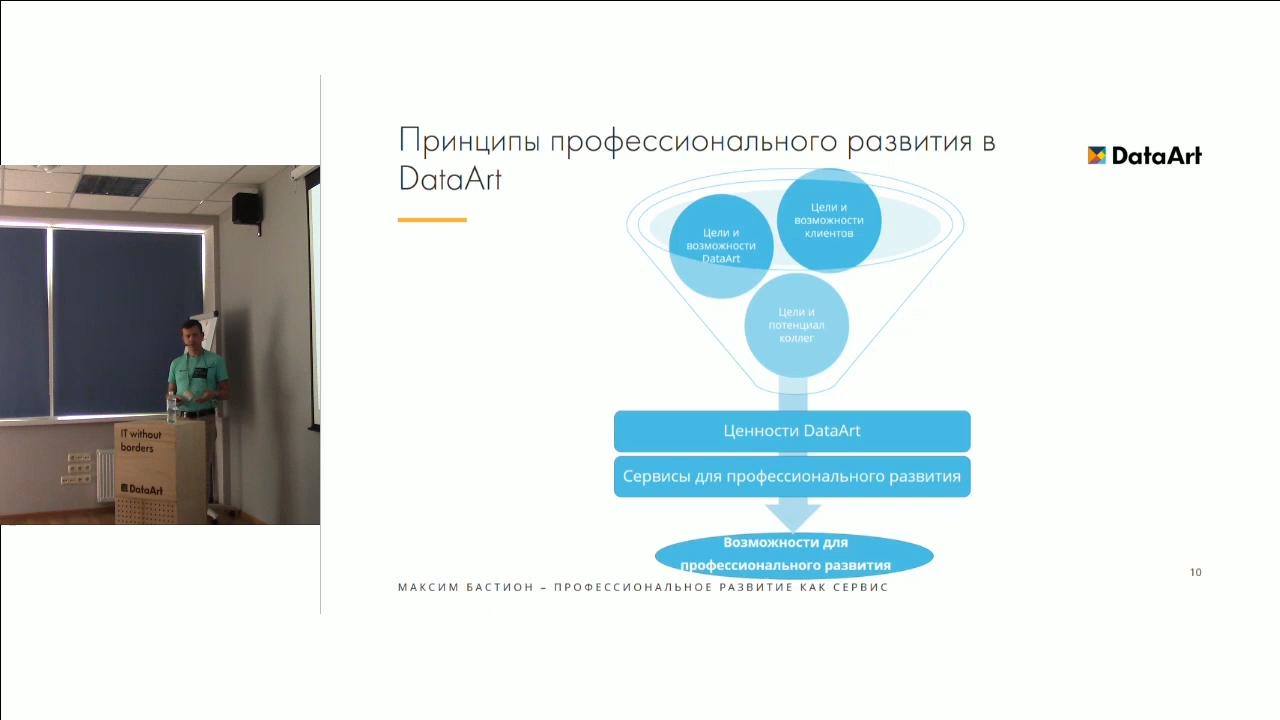 Принципы профессионального развития в
DataArt
DataArt
Цели и
возможности
DataArt
Цели и
возможности
клиентов
Цели и
потенциал
коллег
Ценности DataArt
Сервисы для профессионального развития
Возможности для
профессионального развития
МАКСИМ БАСТИОН – ПРОФЕССИОНАЛЬНОЕ РАЗВИТИЕ КАК СЕРВИС
10
IT without
borders
DataArt